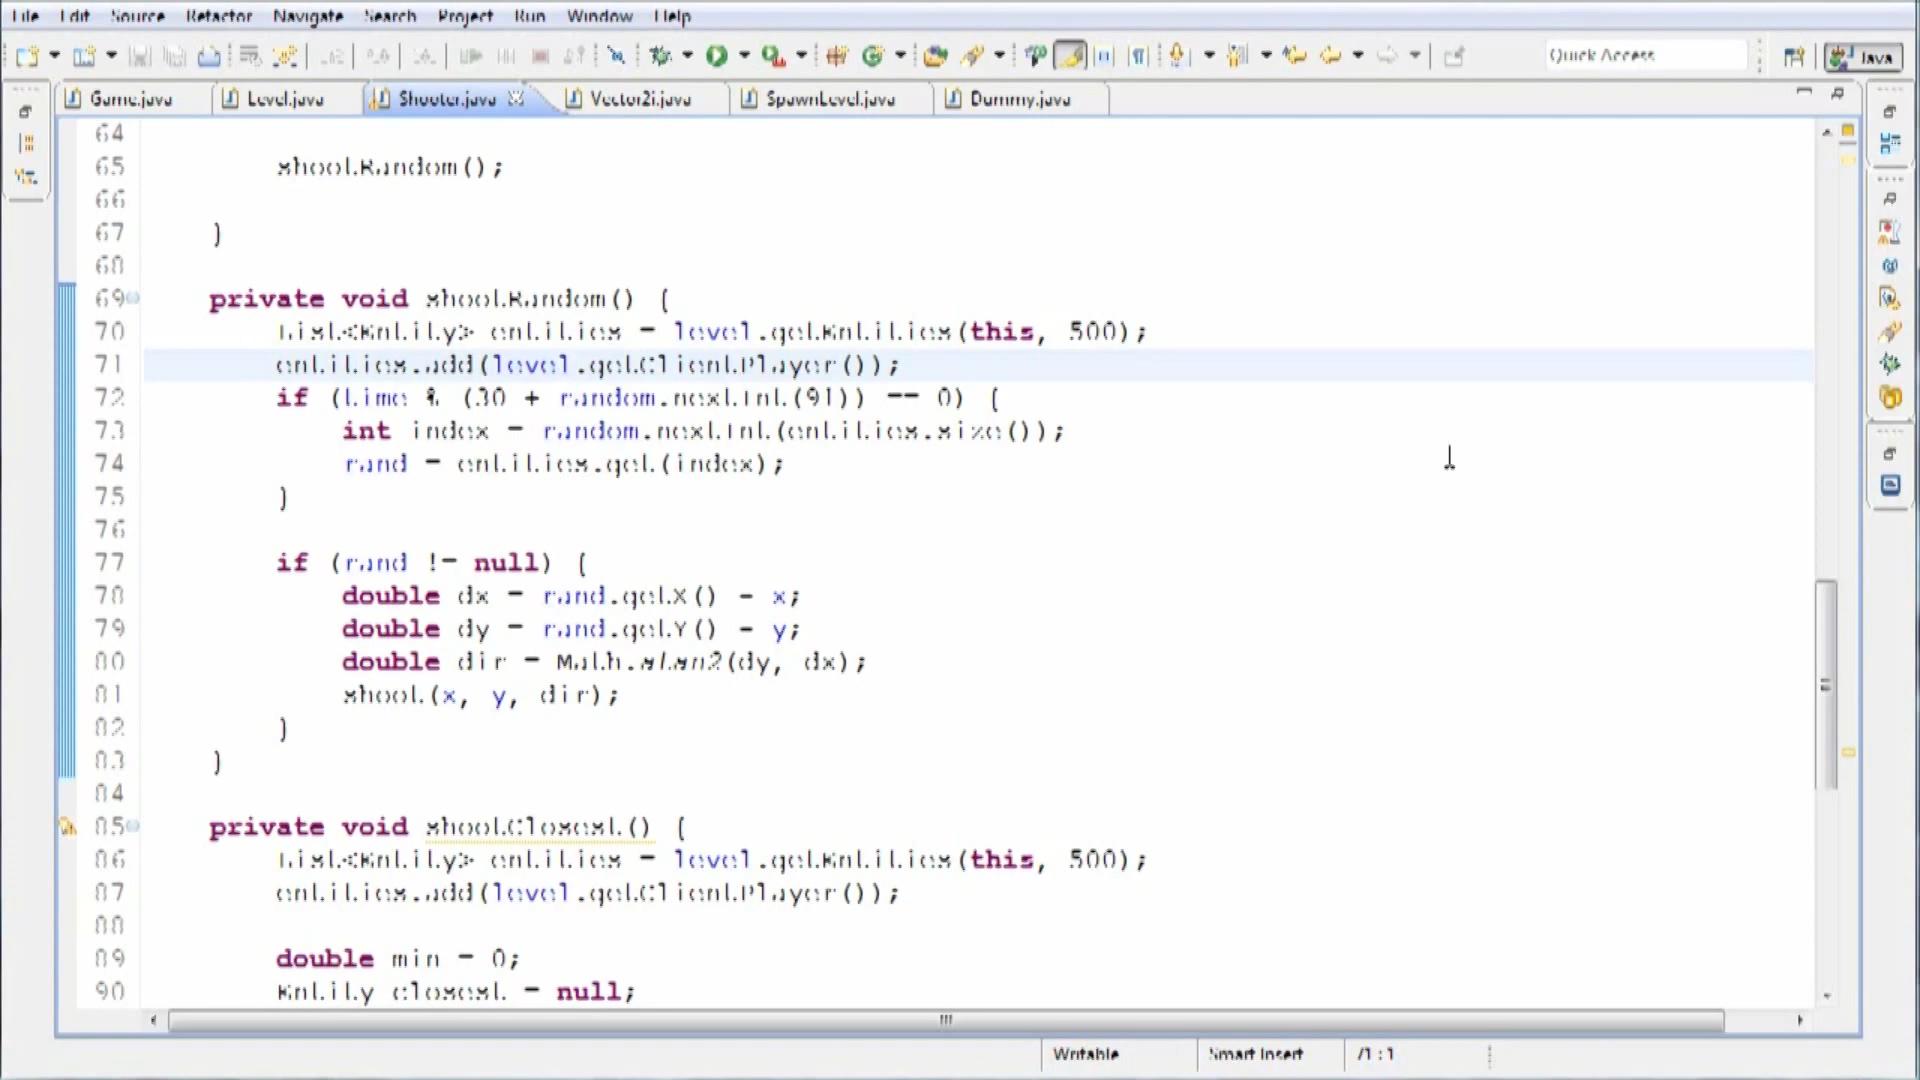 File Edit Source Refactor Navigate Search Project Run Window Help
Quick Access Java
Game.java Level.java Shooter.java Vector2i.java SpawnLevel.java Dummy.java
64
65 shootRandom();
66
67 }
68
69 private void shootRandom() {
70 List<Entity> entities = level.getEntities(this, 500);
71 entities.add(level.getClientPlayer());
72 if (time % (30 + random.nextInt(91)) == 0) {
73 int index = random.nextInt(entities.size());
74 rand = entities.get(index);
75 }
76
77 if (rand != null) {
78 double dx = rand.getX() - x;
79 double dy = rand.getY() - y;
80 double dir = Math.atan2(dy, dx);
81 shoot(x, y, dir);
82 }
83 }
84
85 private void shootClosest() {
86 List<Entity> entities = level.getEntities(this, 500);
87 entities.add(level.getClientPlayer());
88
89 double min = 0;
90 Entity closest = null;
Writable Smart Insert 71 : 1